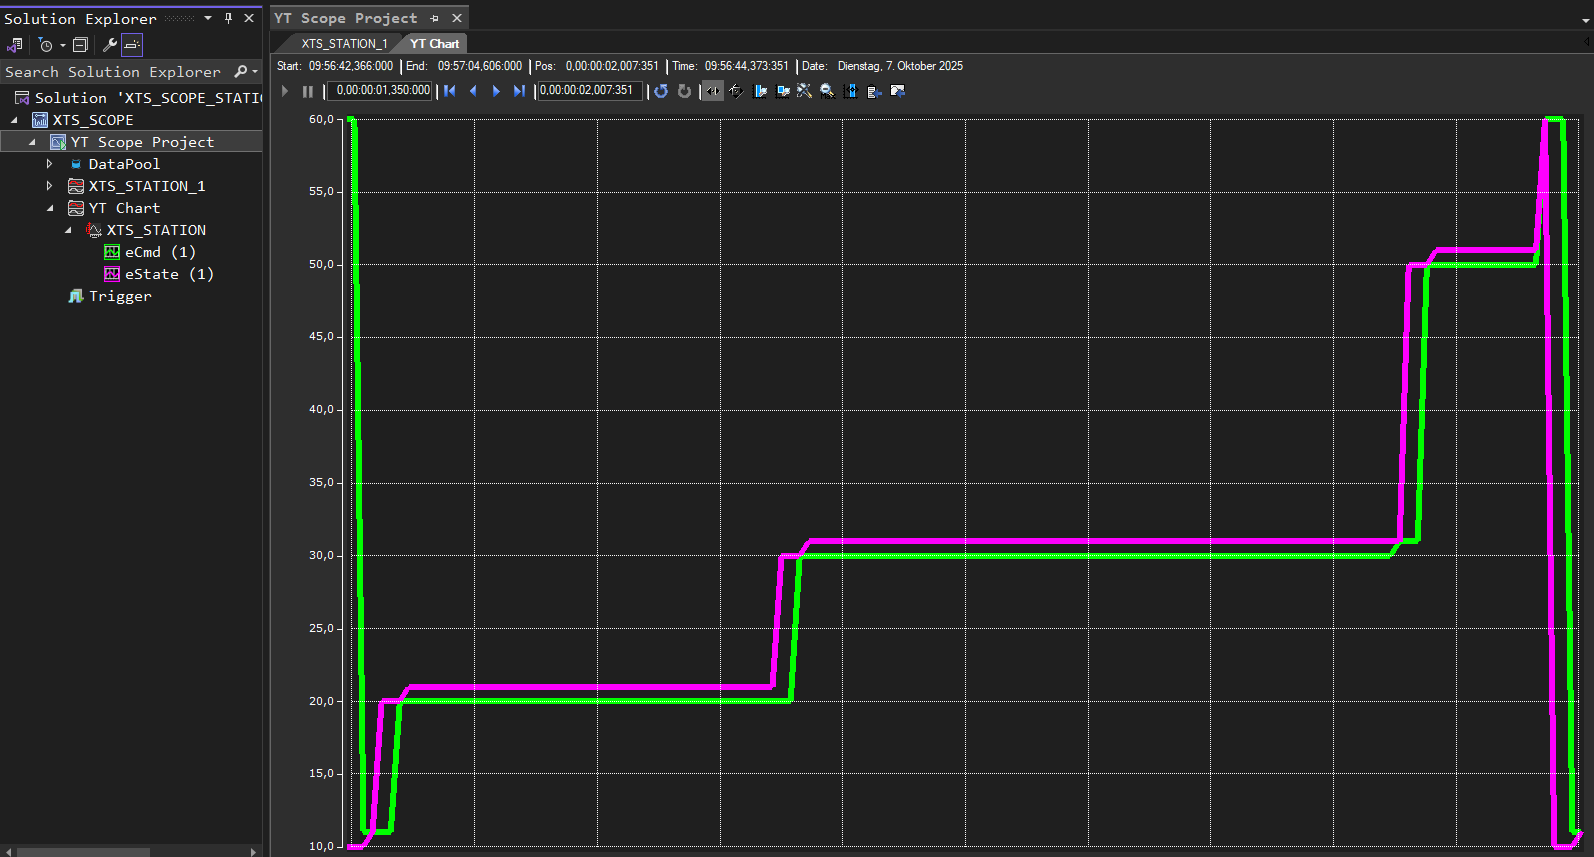 Solution Explorer
Search Solution Explorer
Solution 'XTS_SCOPE_STATI
XTS_SCOPE
YT Scope Project
DataPool
XTS_STATION_1
YT Chart
XTS_STATION
eCmd (1)
eState (1)
Trigger
YT Scope Project
XTS_STATION_1 YT Chart
Start: 09:56:42,366:000 End: 09:57:04,606:000 Pos: 0,00:00:02,007:351 Time: 09:56:44,373:351 Date: Dienstag, 7. Oktober 2025
0,00:00:01,350:000 0,00:00:02,007:351
60,0
55,0
50,0
45,0
40,0
35,0
30,0
25,0
20,0
15,0
10,0